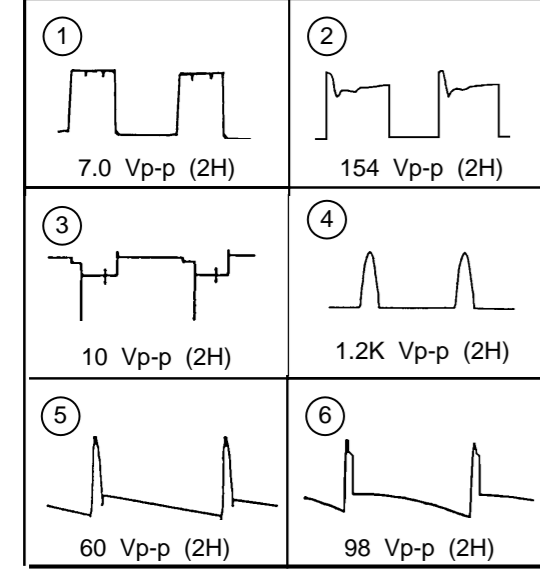 1
2
7.0 Vp-p (2H)
154 Vp-p (2H)
3
4
10 Vp-p (2H)
1.2K Vp-p (2H)
5
6
60 Vp-p (2H)
98 Vp-p (2H)